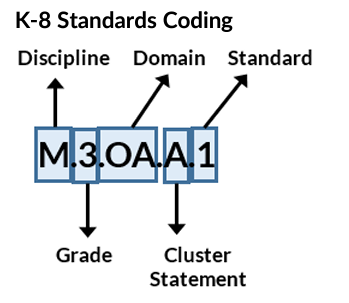 K-8 Standards Coding
Discipline Domain Standard
M.3.OA.A.1
Grade Cluster
Statement